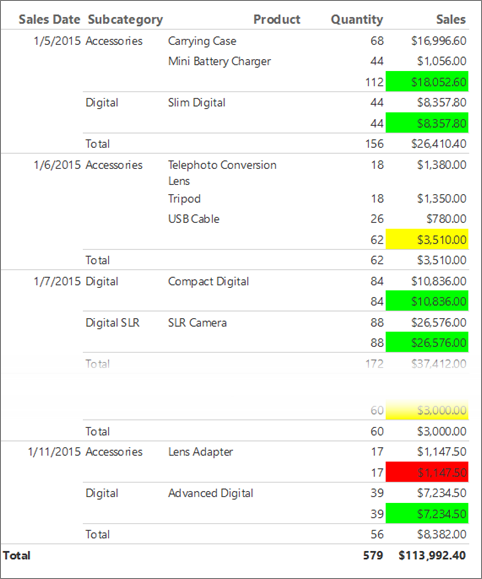 Sales Date Subcategory Product Quantity Sales
1/5/2015 Accessories Carrying Case 68 $16,996.60
Mini Battery Charger 44 $1,056.00
112 $18,052.60
Digital Slim Digital 44 $8,357.80
44 $8,357.80
Total 156 $26,410.40
1/6/2015 Accessories Telephoto Conversion 18 $1,380.00
Lens
Tripod 18 $1,350.00
USB Cable 26 $780.00
62 $3,510.00
Total 62 $3,510.00
1/7/2015 Digital Compact Digital 84 $10,836.00
84 $10,836.00
Digital SLR SLR Camera 88 $26,576.00
88 $26,576.00
Total 172 $37,412.00
60 $3,000.00
Total 60 $3,000.00
1/11/2015 Accessories Lens Adapter 17 $1,147.50
17 $1,147.50
Digital Advanced Digital 39 $7,234.50
39 $7,234.50
Total 56 $8,382.00
Total 579 $113,992.40